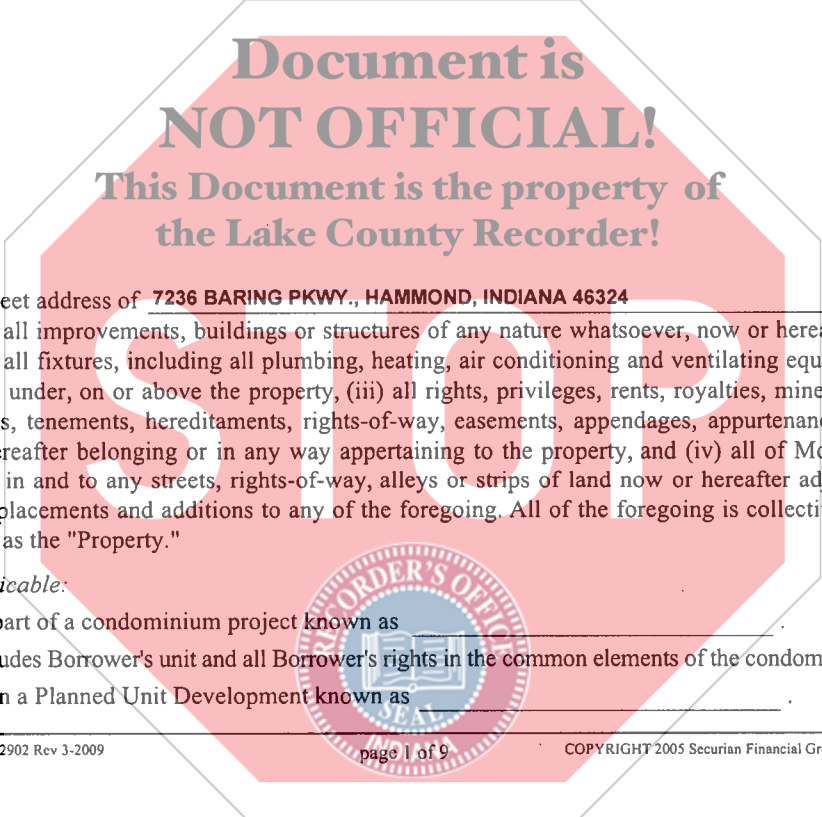 Document is
NOT OFFICIAL!
This Document is the property of
the Lake County Recorder!
eet address of 7236 BARING PKWY., HAMMOND, INDIANA 46324
all improvements, buildings or structures of any nature whatsoever, now or herea
all fixtures, including all plumbing, heating, air conditioning and ventilating equ
under, on or above the property, (iii) all rights, privileges, rents, royalties, mine
s, tenements, hereditaments, rights-of-way, easements, appendages, appurtenan
reafter belonging or in any way appertaining to the property, and (iv) all of Mo
in and to any streets, rights-of-way, alleys or strips of land now or hereafter ad
placements and additions to any of the foregoing. All of the foregoing is collecti
as the "Property."
STOP
icable:
part of a condominium project known as ____ .
udes Borrower's unit and all Borrower's rights in the common elements of the condom
n a Planned Unit Development known as ____ .
RECORDER'S OFFICE
SEAL
INDIANA
2902 Rev 3-2009 page 1 of 9 COPYRIGHT 2005 Securian Financial Gr